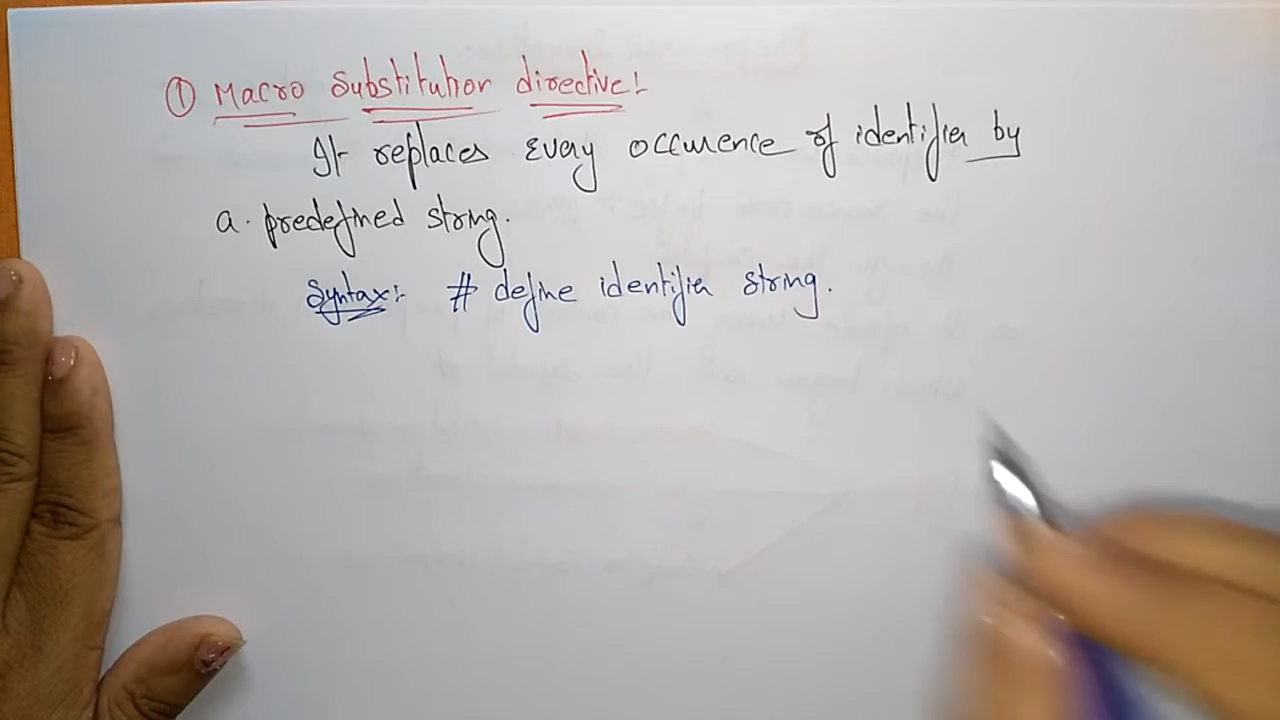 ① Macro Substitution directive:
It replaces Every occurence of identifier by
a predefined string.
Syntax:- # define identifier string.